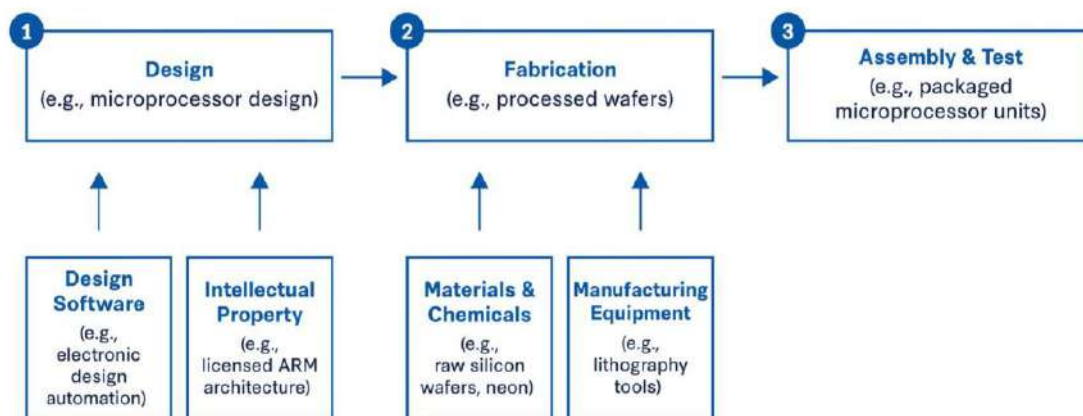 1
Design
(e.g., microprocessor design)
2
Fabrication
(e.g., processed wafers)
3
Assembly & Test
(e.g., packaged
microprocessor units)
Design
Software
(e.g.,
electronic
design
automation)
Intellectual
Property
(e.g.,
licensed ARM
architecture)
Materials &
Chemicals
(e.g.,
raw silicon
wafers, neon)
Manufacturing
Equipment
(e.g.,
lithography
tools)